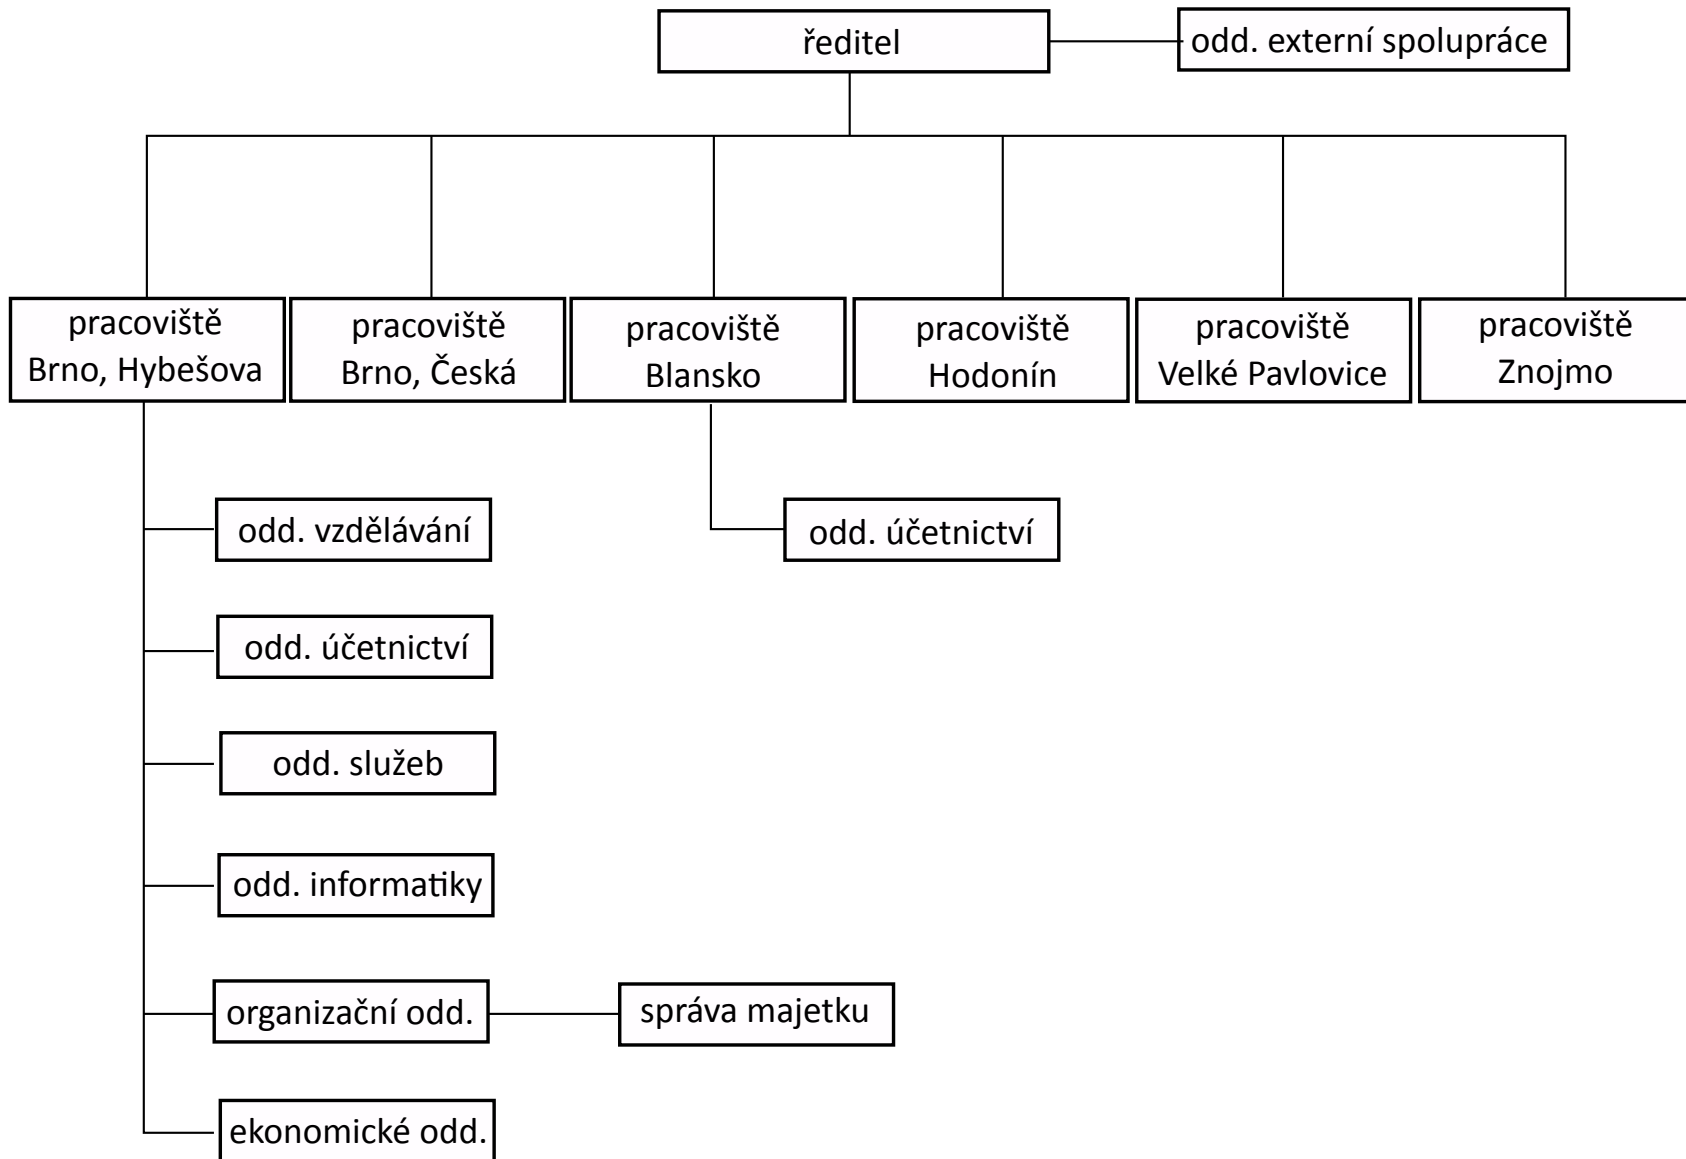 ředitel
odd. externí spolupráce
pracoviště
Brno, Hybešova
pracoviště
Brno, Česká
pracoviště
Blansko
pracoviště
Hodonín
pracoviště
Velké Pavlovice
pracoviště
Znojmo
odd. vzdělávání
odd. účetnictví
odd. účetnictví
odd. služeb
odd. informatiky
organizační odd.
správa majetku
ekonomické odd.